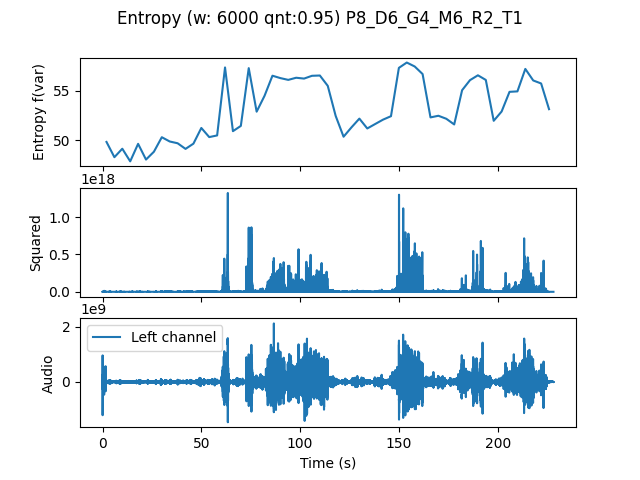 Entropy (w: 6000 qnt:0.95) P8_D6_G4_M6_R2_T1
Entropy f(var)
55
50
1e18
Squared
1.0
0.5
0.0
1e9
Audio
2
0
Left channel
0 50 100 150 200
Time (s)